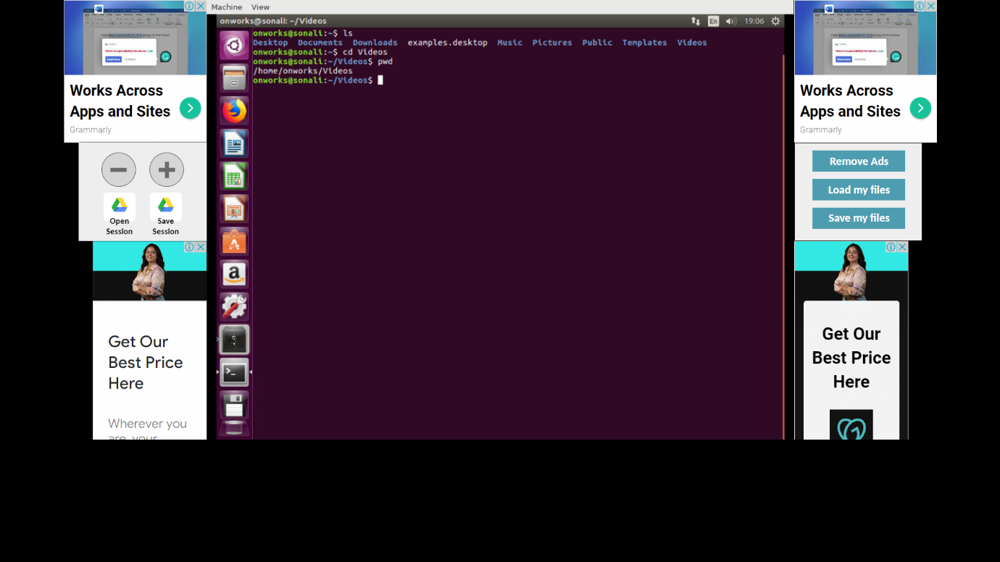 Machine View
onworks@sonali: ~/Videos
En
19:06
onworks@sonali:~$ ls
Desktop Documents Downloads examples.desktop Music Pictures Public Templates Videos
onworks@sonali:~$ cd Videos
onworks@sonali:~/Videos$ pwd
/home/onworks/Videos
onworks@sonali:~/Videos$
Works Across
Apps and Sites
Grammarly
Open
Session
Save
Session
Get Our
Best Price
Here
Wherever you
are, your
Works Across
Apps and Sites
Grammarly
Remove Ads
Load my files
Save my files
Get Our
Best Price
Here